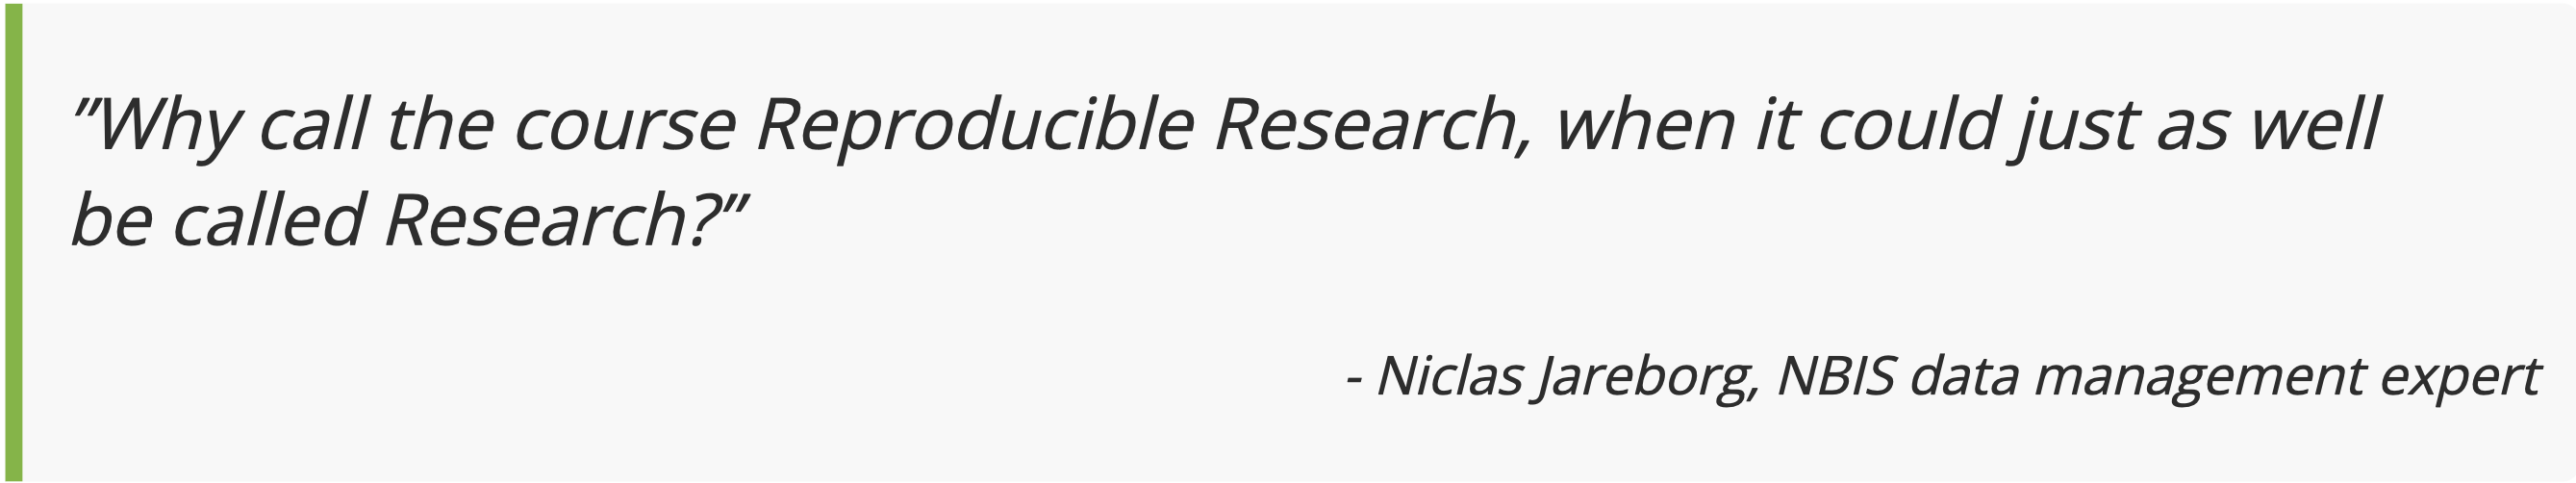 ”Why call the course Reproducible Research, when it could just as well
be called Research?”
- Niclas Jareborg, NBIS data management expert